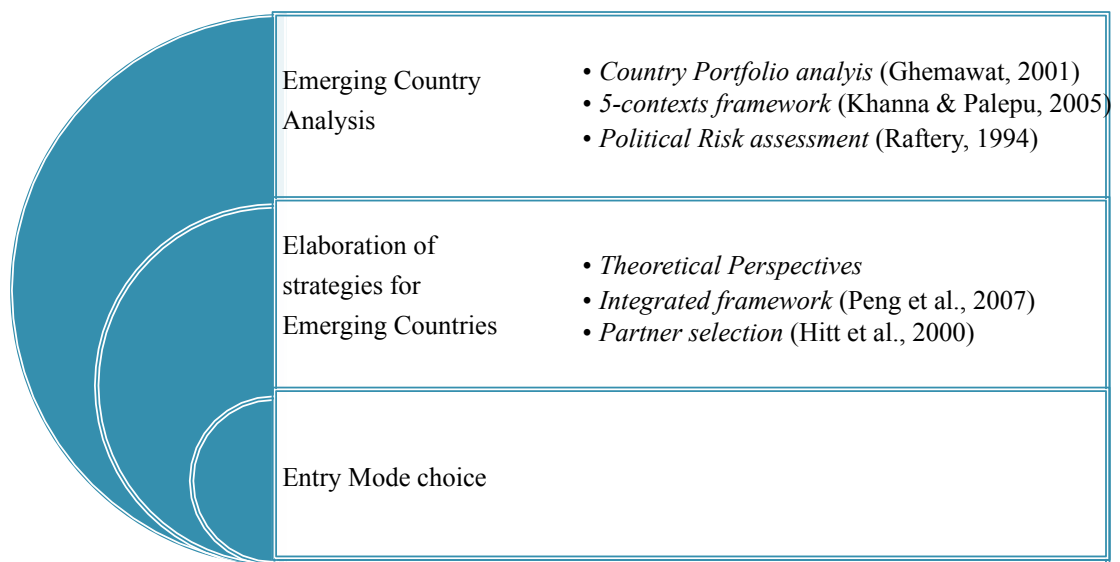 Emerging Country
Analysis
• Country Portfolio analyis (Ghemawat, 2001)
• 5-contexts framework (Khanna & Palepu, 2005)
• Political Risk assessment (Raftery, 1994)
Elaboration of
strategies for
Emerging Countries
• Theoretical Perspectives
• Integrated framework (Peng et al., 2007)
• Partner selection (Hitt et al., 2000)
Entry Mode choice